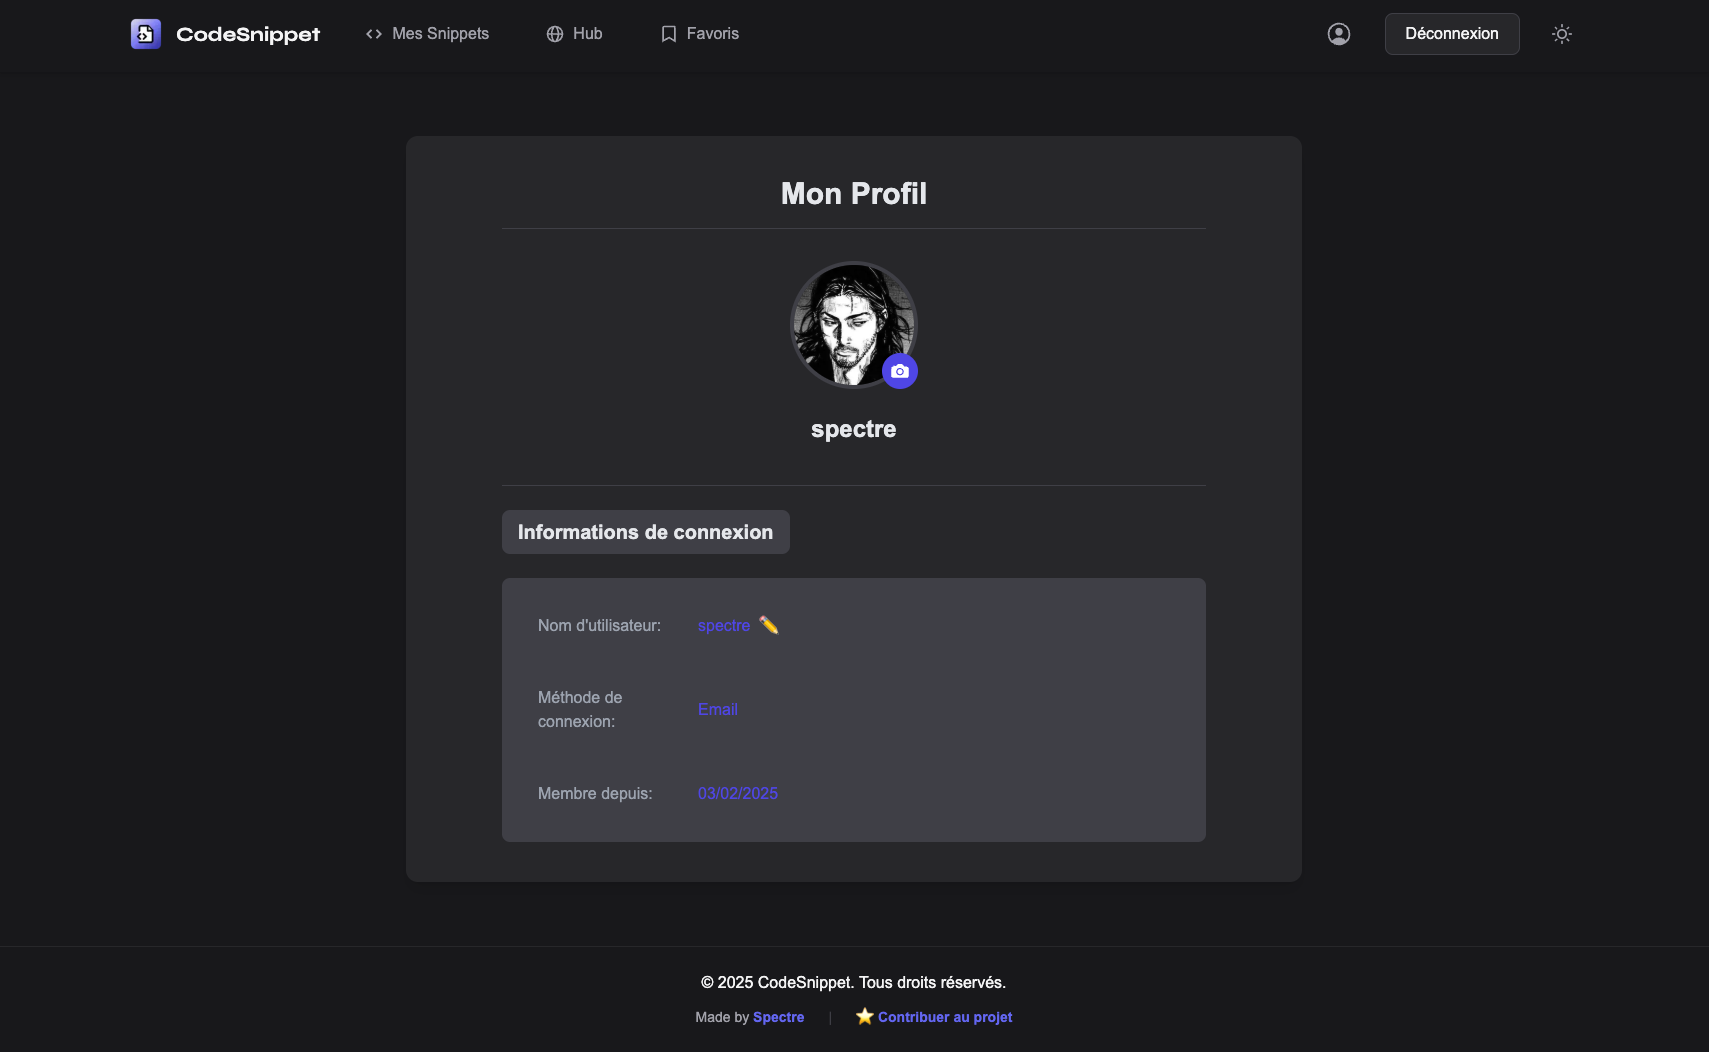 CodeSnippet
Mes Snippets
Hub
Favoris
Déconnexion
Mon Profil
spectre
Informations de connexion
Nom d'utilisateur: spectre ✏️
Méthode de
connexion:
Email
Membre depuis: 03/02/2025
© 2025 CodeSnippet. Tous droits réservés.
Made by Spectre | ⭐ Contribuer au projet